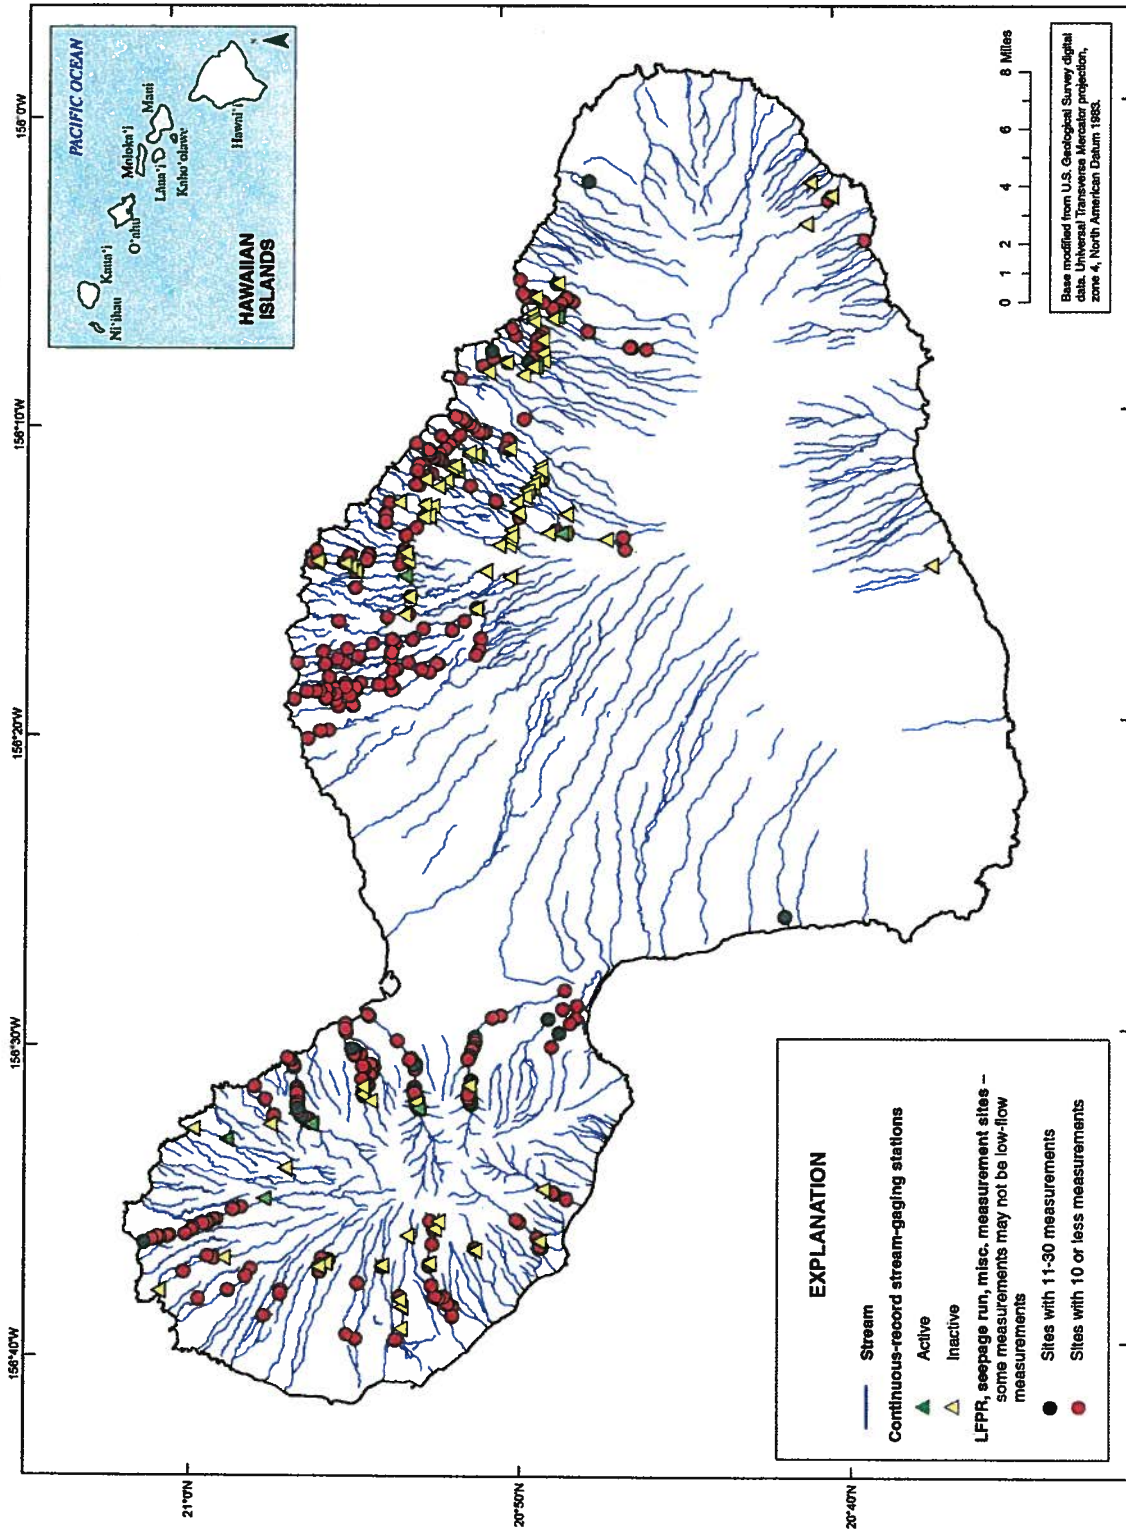 156°40'W
156°30'W
156°20'W
156°10'W
156°0'W
21°0'N
20°50'N
20°40'N
PACIFIC OCEAN
Ni'ihau
Kaua'i
O'ahu
Moloka'i
Lāna'i
Maui
Kaho'olawe
Hawai'i
HAWAIIAN
ISLANDS
N
EXPLANATION
Stream
Continuous-record stream-gaging stations
Active
Inactive
LFPR, seepage run, misc. measurement sites –
some measurements may not be low-flow
measurements
Sites with 11-30 measurements
Sites with 10 or less measurements
0 1 2 4 6 8 Miles
Base modified from U.S. Geological Survey digital
data. Universal Transverse Mercator projection,
zone 4, North American Datum 1983.